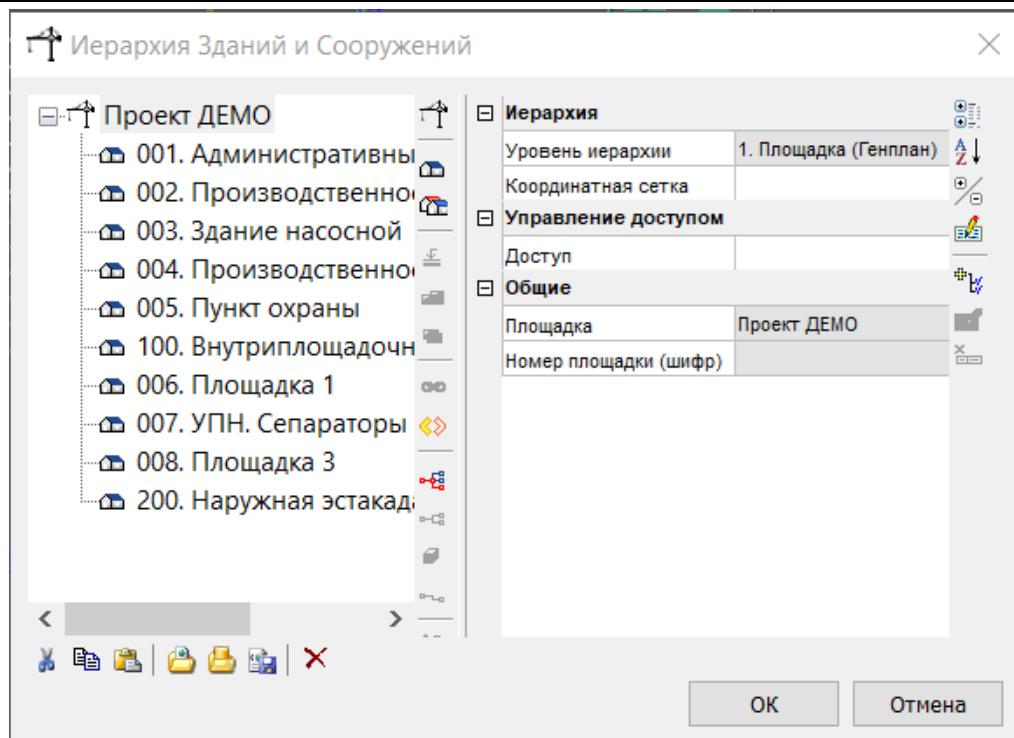 Иерархия Зданий и Сооружений
Проект ДЕМО
001. Административны
002. Производственно
003. Здание насосной
004. Производственно
005. Пункт охраны
100. Внутриплощадочн
006. Площадка 1
007. УПН. Сепараторы
008. Площадка 3
200. Наружная эстакад
Иерархия
Уровень иерархии 1. Площадка (Генплан)
Координатная сетка
Управление доступом
Доступ
Общие
Площадка Проект ДЕМО
Номер площадки (шифр)
ОК Отмена